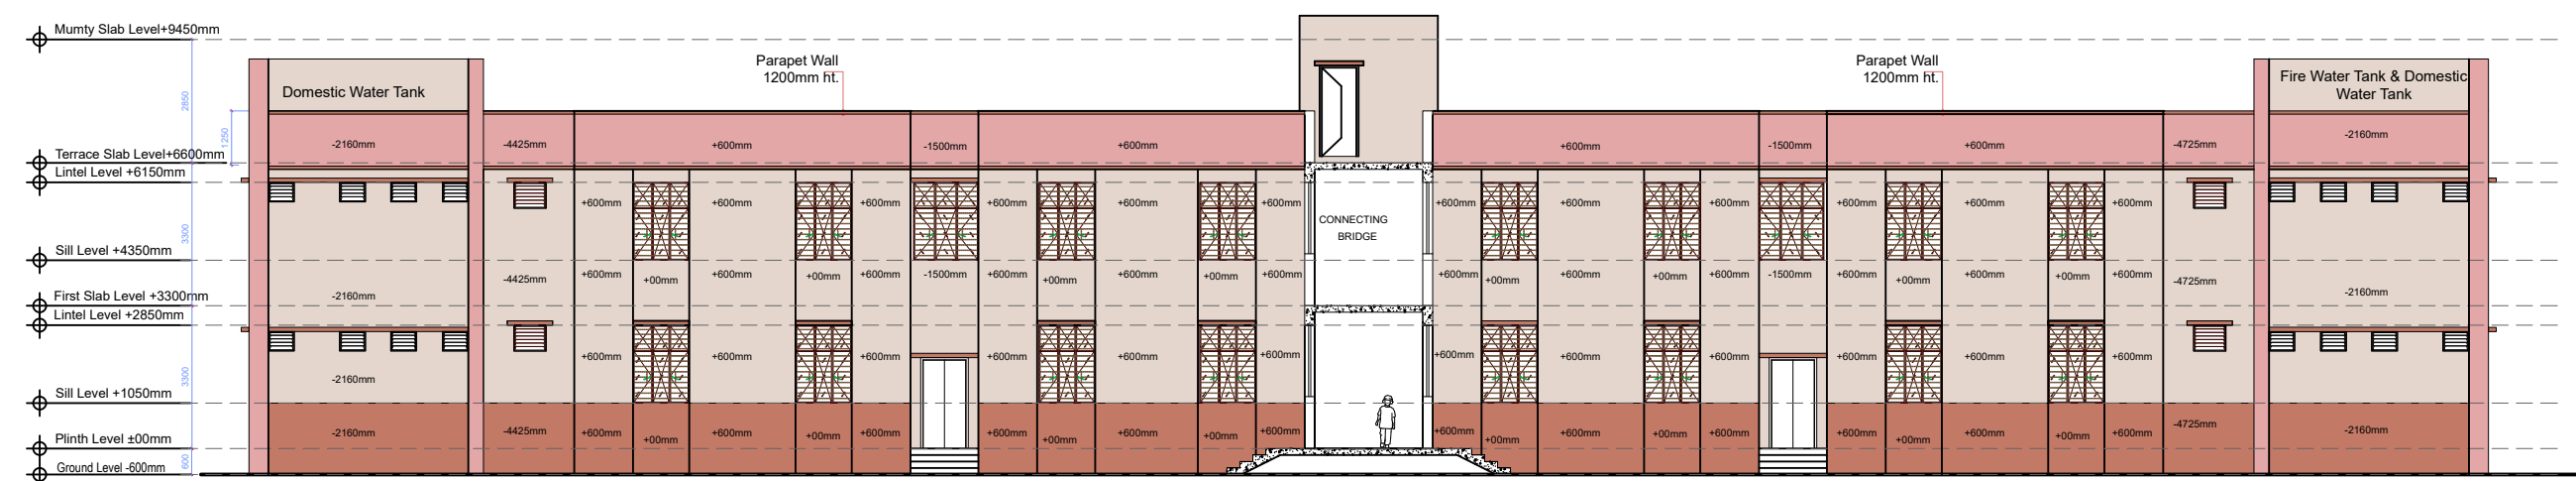 Mumty Slab Level+9450mm
Parapet Wall
1200mm ht.
Parapet Wall
1200mm ht.
Domestic Water Tank
Fire Water Tank & Domestic
Water Tank
2850
1250
-2160mm
-4425mm
+600mm
-1500mm
+600mm
+600mm
-1500mm
+600mm
-4725mm
-2160mm
Terrace Slab Level+6600mm
Lintel Level +6150mm
+600mm
+600mm
+600mm
+600mm
+600mm
+600mm
+600mm
+600mm
+600mm
+600mm
+600mm
+600mm
CONNECTING
BRIDGE
3300
Sill Level +4350mm
-4425mm
+600mm
+00mm
+600mm
+00mm
+600mm
-1500mm
+600mm
+00mm
+600mm
+00mm
+600mm
+600mm
+00mm
+600mm
+00mm
+600mm
-1500mm
+600mm
+00mm
+600mm
+00mm
+600mm
-4725mm
First Slab Level +3300mm
-2160mm
-2160mm
Lintel Level +2850mm
+600mm
+600mm
+600mm
+600mm
+600mm
+600mm
+600mm
+600mm
+600mm
+600mm
+600mm
+600mm
3300
-2160mm
-2160mm
Sill Level +1050mm
-2160mm
-4425mm
+600mm
+00mm
+600mm
+00mm
+600mm
+600mm
+00mm
+600mm
+00mm
+600mm
+600mm
+00mm
+600mm
+00mm
+600mm
+600mm
+00mm
+600mm
+00mm
+600mm
-4725mm
-2160mm
Plinth Level ±00mm
600
Ground Level -600mm